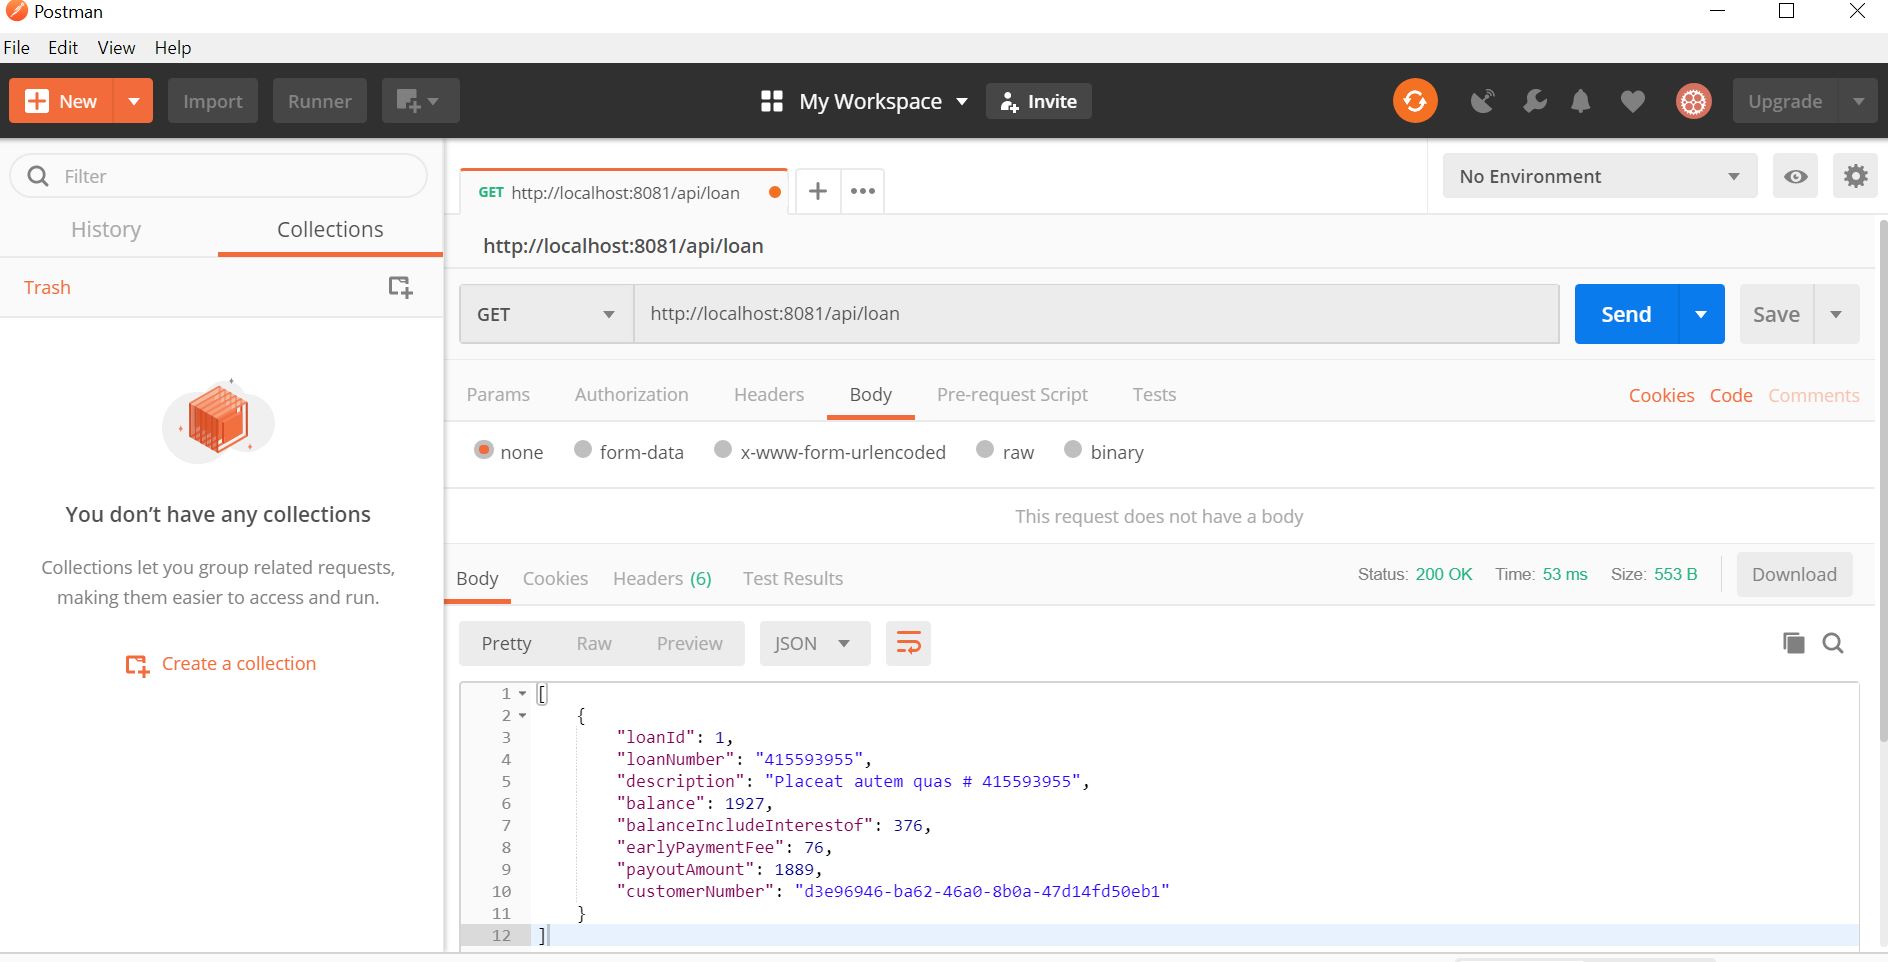 Postman
File Edit View Help
New Import Runner My Workspace Invite Upgrade
Filter
History Collections
Trash
You don’t have any collections
Collections let you group related requests,
making them easier to access and run.
Create a collection
GET http://localhost:8081/api/loan
No Environment
http://localhost:8081/api/loan
GET http://localhost:8081/api/loan Send Save
Params Authorization Headers Body Pre-request Script Tests Cookies Code Comments
none form-data x-www-form-urlencoded raw binary
This request does not have a body
Body Cookies Headers (6) Test Results Status: 200 OK Time: 53 ms Size: 553 B Download
Pretty Raw Preview JSON
1 [
2 {
3 "loanId": 1,
4 "loanNumber": "415593955",
5 "description": "Placeat autem quas # 415593955",
6 "balance": 1927,
7 "balanceIncludeInterestof": 376,
8 "earlyPaymentFee": 76,
9 "payoutAmount": 1889,
10 "customerNumber": "d3e96946-ba62-46a0-8b0a-47d14fd50eb1"
11 }
12 ]